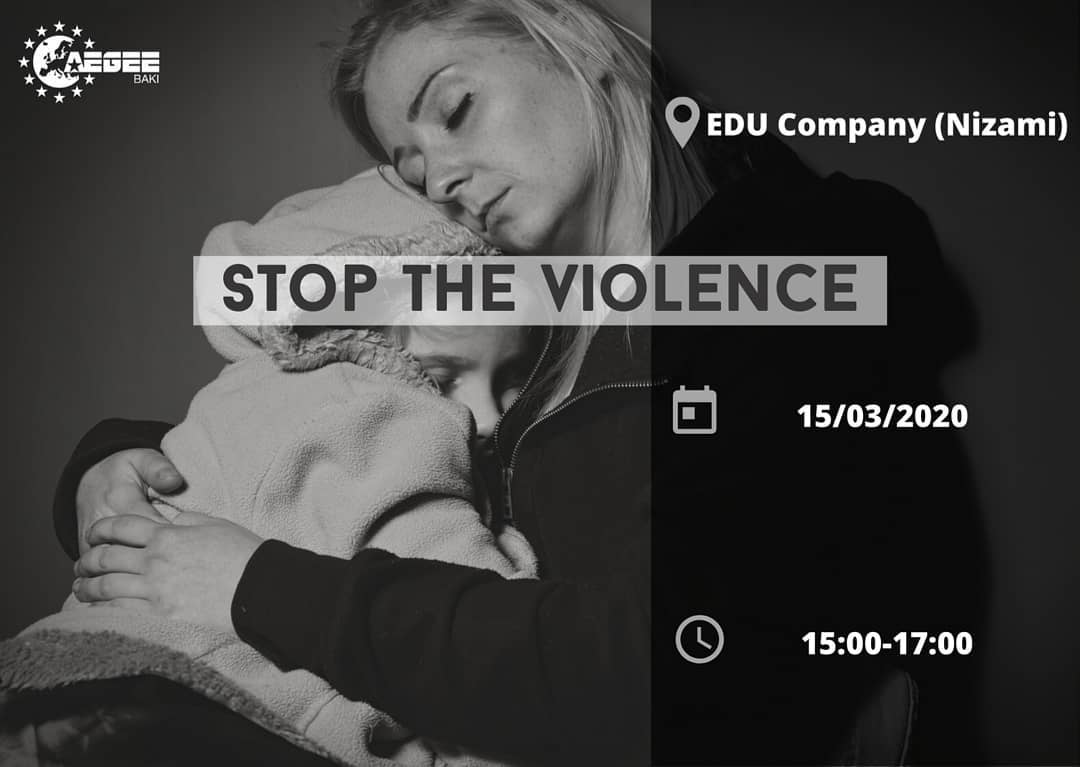 AEGEE
BAKI
EDU Company (Nizami)
STOP THE VIOLENCE
15/03/2020
15:00-17:00